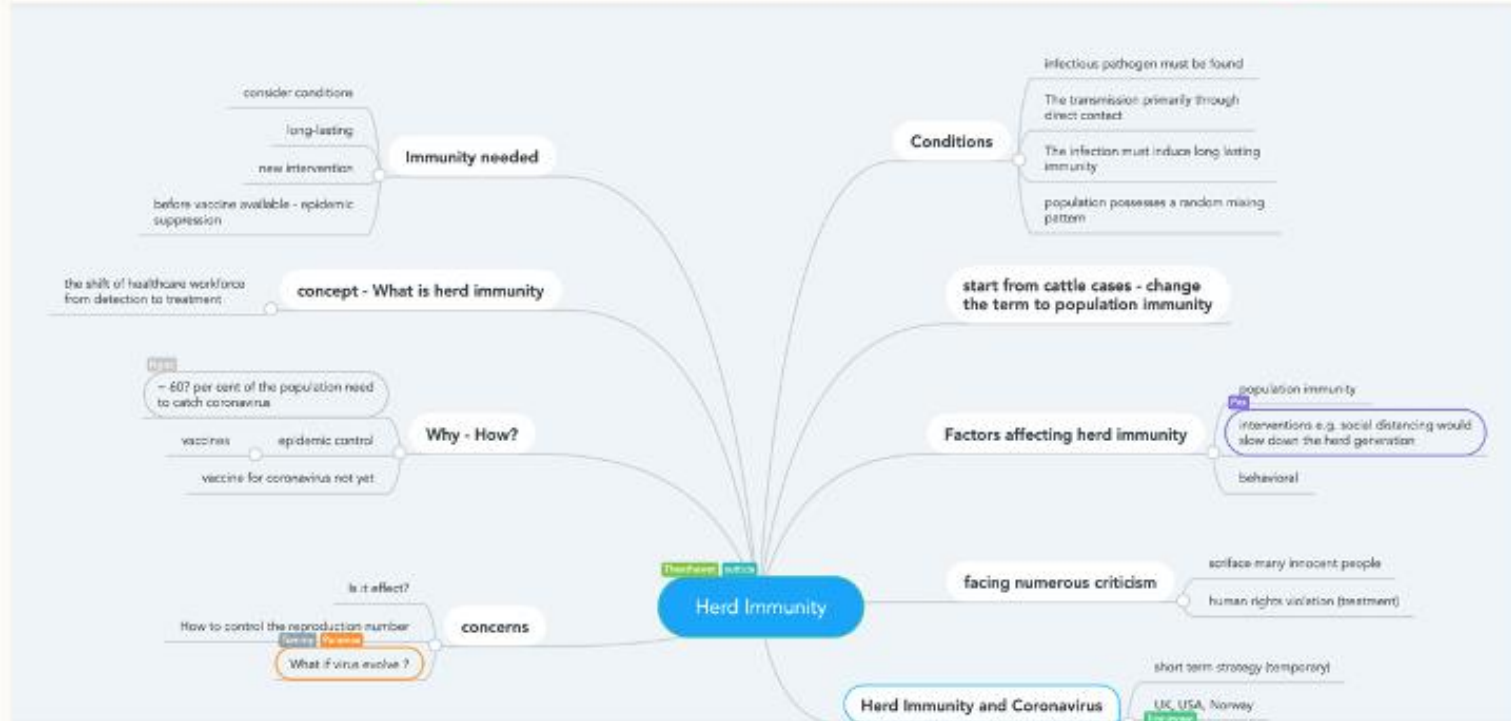 consider conditions
long-lasting
new intervention
before vaccine available - epidemic
suppression
Immunity needed
the shift of healthcare workforce
from detection to treatment
concept - What is herd immunity
~ 60? per cent of the population need
to catch coronavirus
vaccines
epidemic control
vaccine for coronavirus not yet
Why - How?
Is it effect?
How to control the reproduction number
What if virus evolve ?
concerns
Herd Immunity
Conditions
infectious pathogen must be found
The transmission primarily through
direct contact
The infection must induce long lasting
immunity
population possesses a random mixing
pattern
start from cattle cases - change
the term to population immunity
Factors affecting herd immunity
population immunity
interventions e.g. social distancing would
slow down the herd generation
behavioral
facing numerous criticism
scriface many innocent people
human rights violation (treatment)
Herd Immunity and Coronavirus
short term strategy (temporary)
UK, USA, Norway